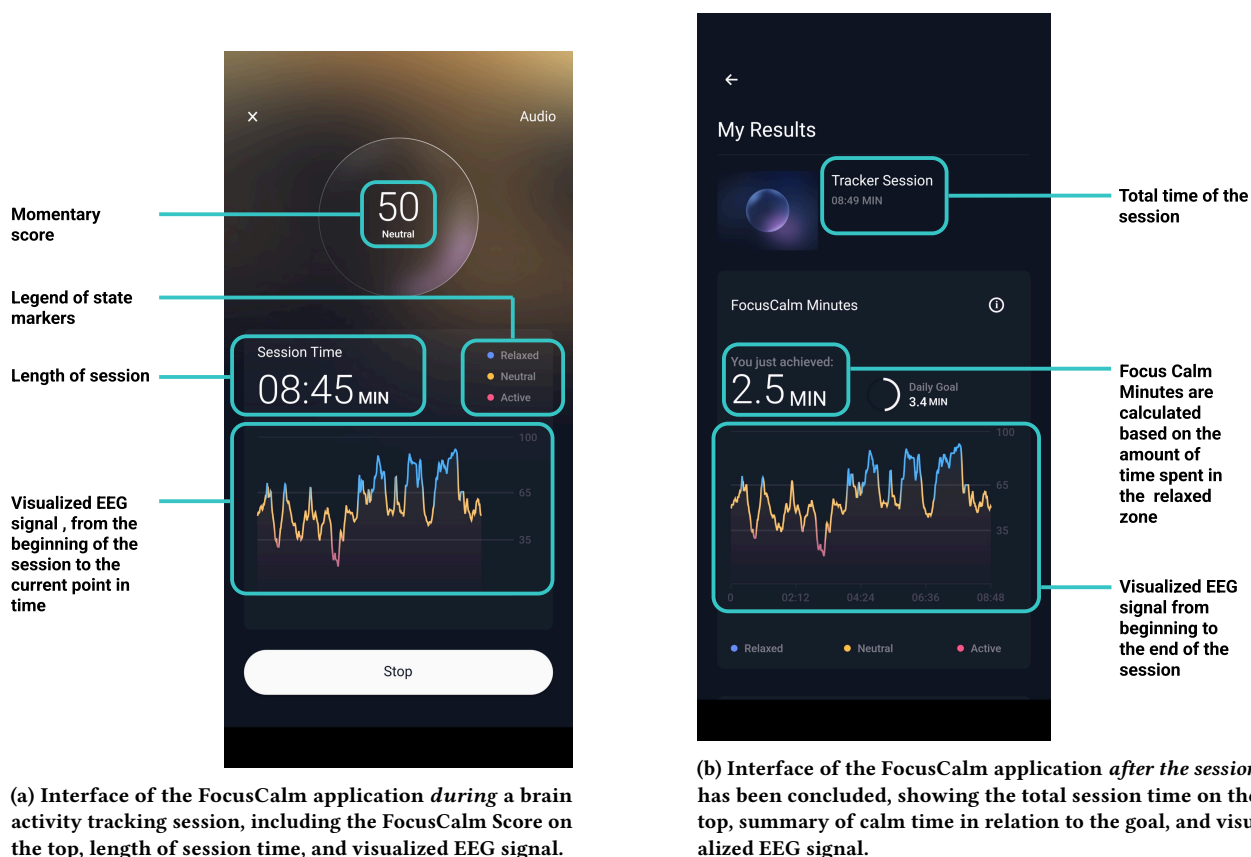 Momentary
score
Legend of state
markers
Length of session
Visualized EEG
signal , from the
beginning of the
session to the
current point in
time
Audio
50
Neutral
Session Time
08:45 MIN
Relaxed
Neutral
Active
100
65
35
Stop
(a) Interface of the FocusCalm application during a brain
activity tracking session, including the FocusCalm Score on
the top, length of session time, and visualized EEG signal.
My Results
Tracker Session
08:49 MIN
FocusCalm Minutes
You just achieved:
2.5 MIN
Daily Goal
3.4 MIN
100
65
35
0 02:12 04:24 06:36 08:48
Relaxed Neutral Active
Total time of the
session
Focus Calm
Minutes are
calculated
based on the
amount of
time spent in
the relaxed
zone
Visualized EEG
signal from
beginning to
the end of the
session
(b) Interface of the FocusCalm application after the session
has been concluded, showing the total session time on the
top, summary of calm time in relation to the goal, and visu
alized EEG signal.